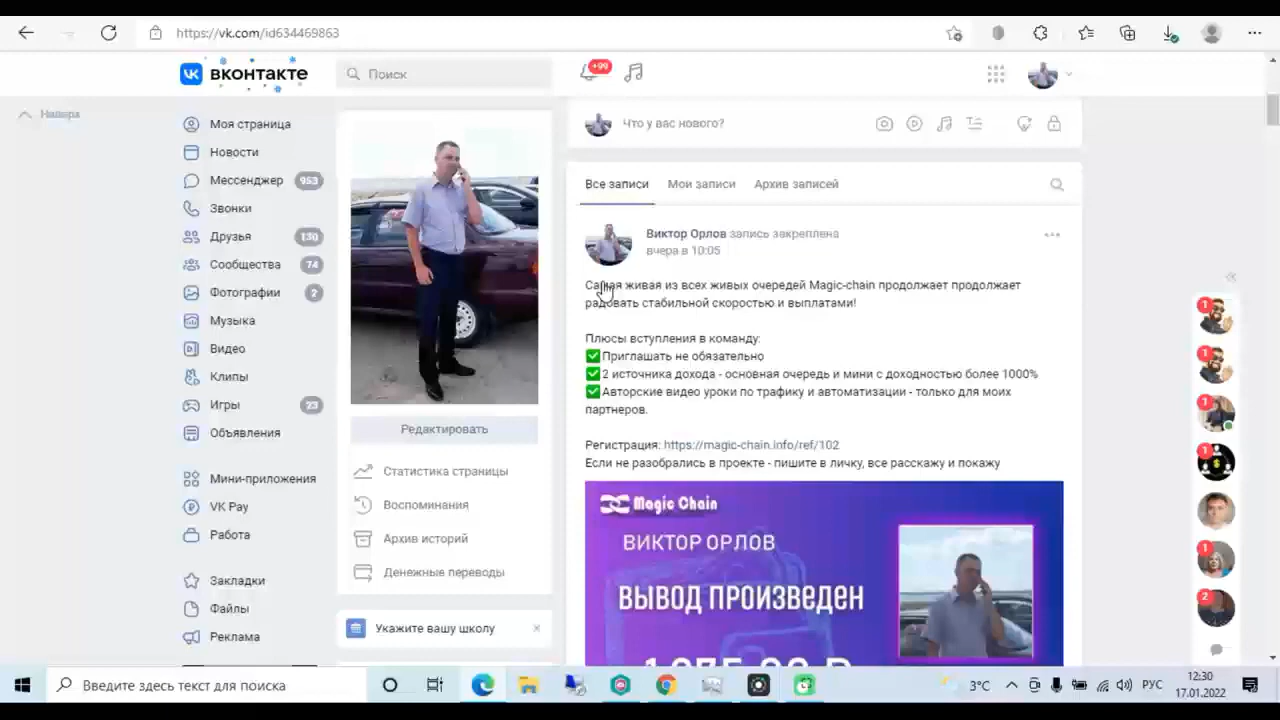 https://vk.com/id634469863
вконтакте
Поиск
+99
Наверх
Что у вас нового?
Моя страница
Новости
Мессенджер 953
Звонки
Друзья 130
Сообщества 74
Фотографии 2
Музыка
Видео
Клипы
Игры 23
Объявления
Мини-приложения
VK Pay
Работа
Закладки
Файлы
Реклама
Редактировать
Статистика страницы
Воспоминания
Архив историй
Денежные переводы
Укажите вашу школу
Все записи Мои записи Архив записей
Виктор Орлов запись закреплена
вчера в 10:05
Самая живая из всех живых очередей Magic-chain продолжает продолжает
радовать стабильной скоростью и выплатами!
Плюсы вступления в команду:
✅Приглашать не обязательно
✅2 источника дохода - основная очередь и мини с доходностью более 1000%
✅Авторские видео уроки по трафику и автоматизации - только для моих
партнеров.
Регистрация: https://magic-chain.info/ref/102
Если не разобрались в проекте - пишите в личку, все расскажу и покажу
Magic Chain
ВИКТОР ОРЛОВ
ВЫВОД ПРОИЗВЕДЕН
1
1
1
1
1
2
Введите здесь текст для поиска
3°C
РУС
12:30
17.01.2022